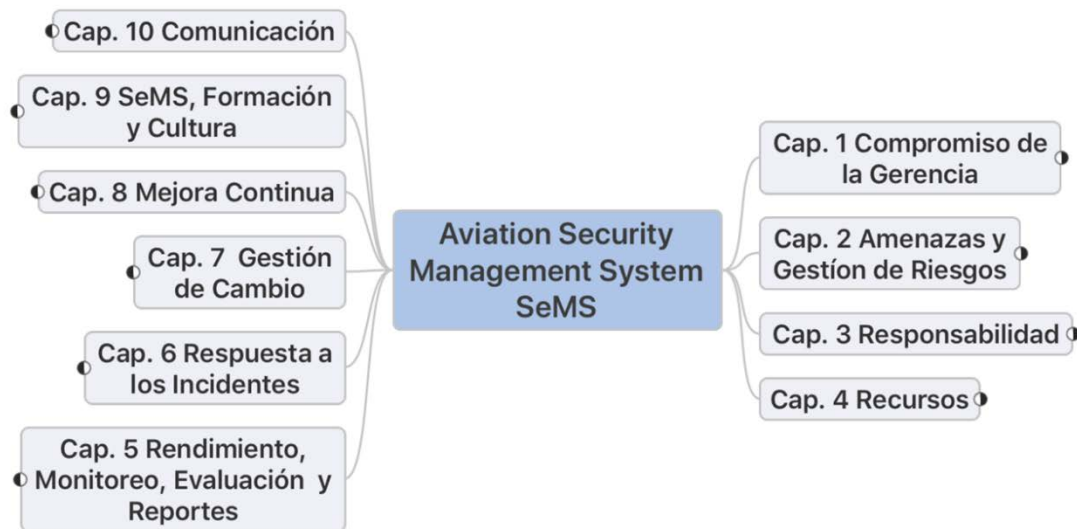 Cap. 10 Comunicación
Cap. 9 SeMS, Formación
y Cultura
Cap. 8 Mejora Continua
Cap. 7 Gestión
de Cambio
Cap. 6 Respuesta a
los Incidentes
Cap. 5 Rendimiento,
Monitoreo, Evaluación y
Reportes
Aviation Security
Management System
SeMS
Cap. 1 Compromiso de
la Gerencia
Cap. 2 Amenazas y
Gestíon de Riesgos
Cap. 3 Responsabilidad
Cap. 4 Recursos